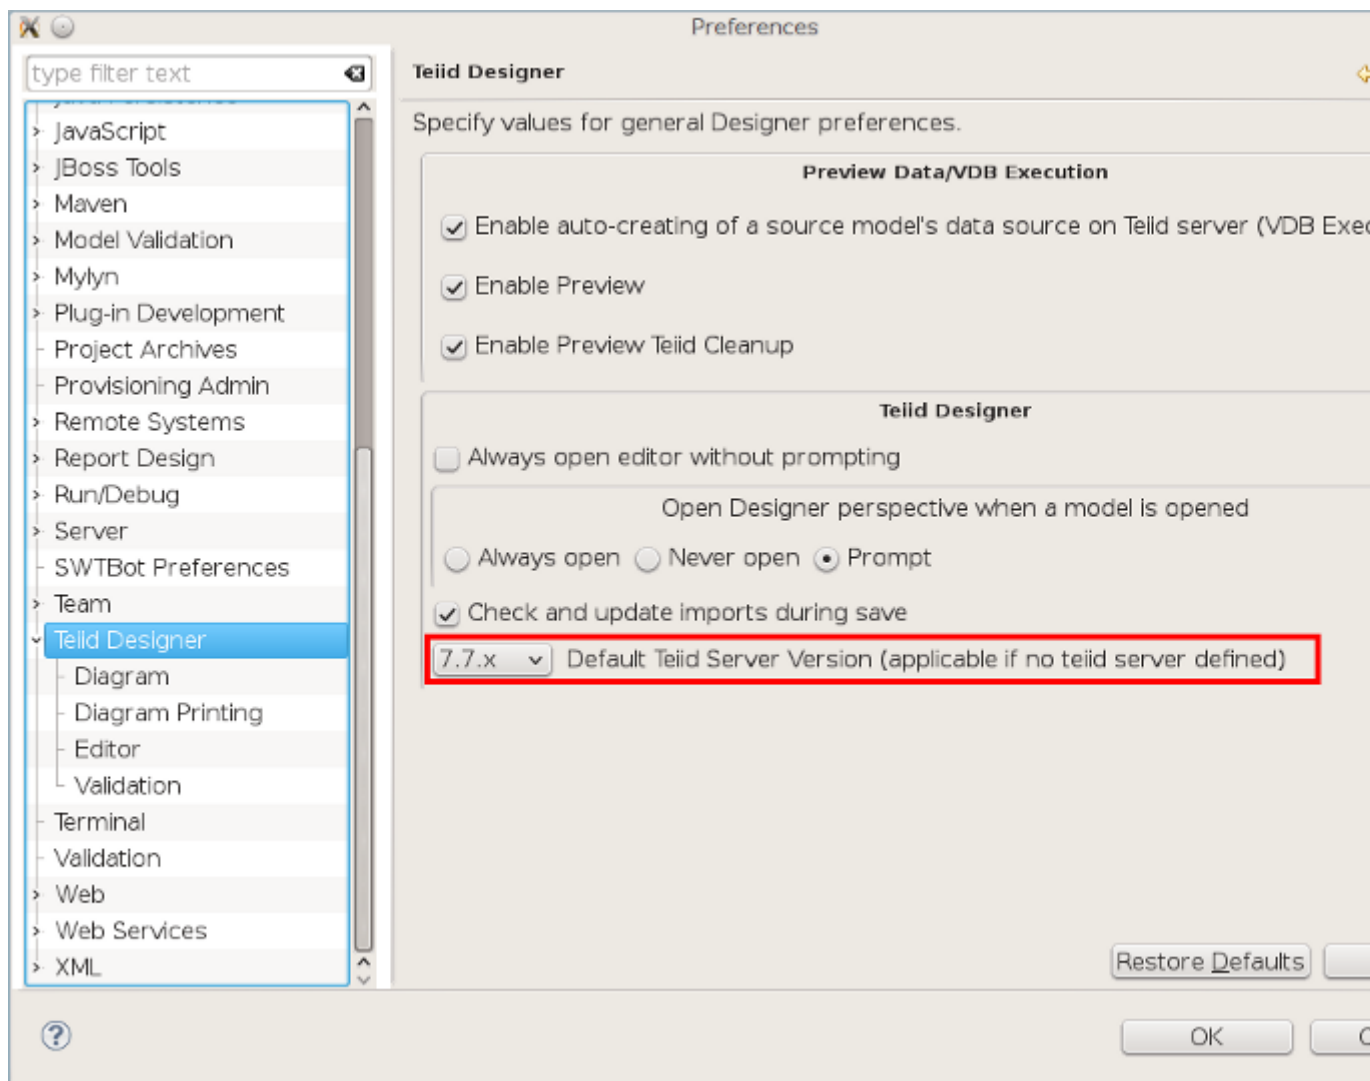 Preferences
type filter text
JavaScript
JBoss Tools
Maven
Model Validation
Mylyn
Plug-in Development
Project Archives
Provisioning Admin
Remote Systems
Report Design
Run/Debug
Server
SWTBot Preferences
Team
Teiid Designer
Diagram
Diagram Printing
Editor
Validation
Terminal
Validation
Web
Web Services
XML
Teiid Designer
Specify values for general Designer preferences.
Preview Data/VDB Execution
Enable auto-creating of a source model's data source on Teiid server (VDB Exec
Enable Preview
Enable Preview Teiid Cleanup
Teiid Designer
Always open editor without prompting
Open Designer perspective when a model is opened
Always open Never open Prompt
Check and update imports during save
7.7.x Default Teiid Server Version (applicable if no teiid server defined)
Restore Defaults
OK